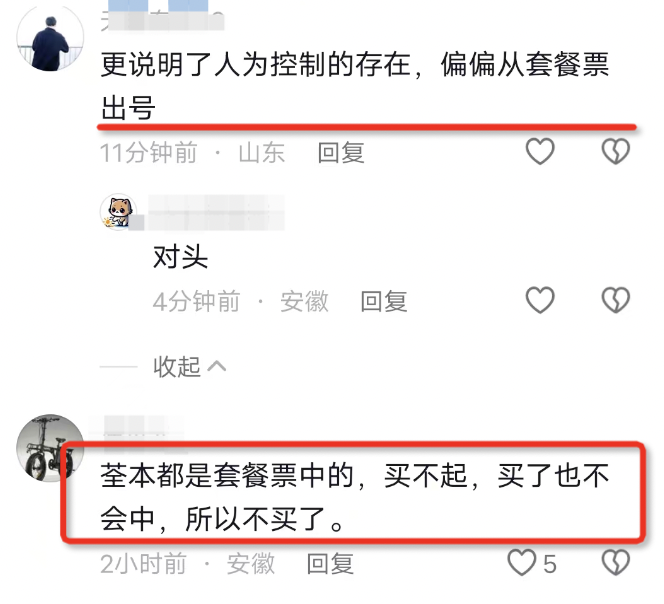 更说明了人为控制的存在，偏偏从套餐票
出号
11分钟前 · 山东 回复
对头
4分钟前 · 安徽 回复
收起
荃本都是套餐票中的，买不起，买了也不
会中，所以不买了。
2小时前 · 安徽 回复 5